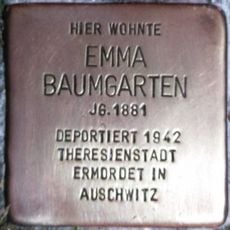 HIER WOHNTE
EMMA
BAUMGARTEN
JG. 1881
DEPORTIERT 1942
THERESIENSTADT
ERMORDET IN
AUSCHWITZ